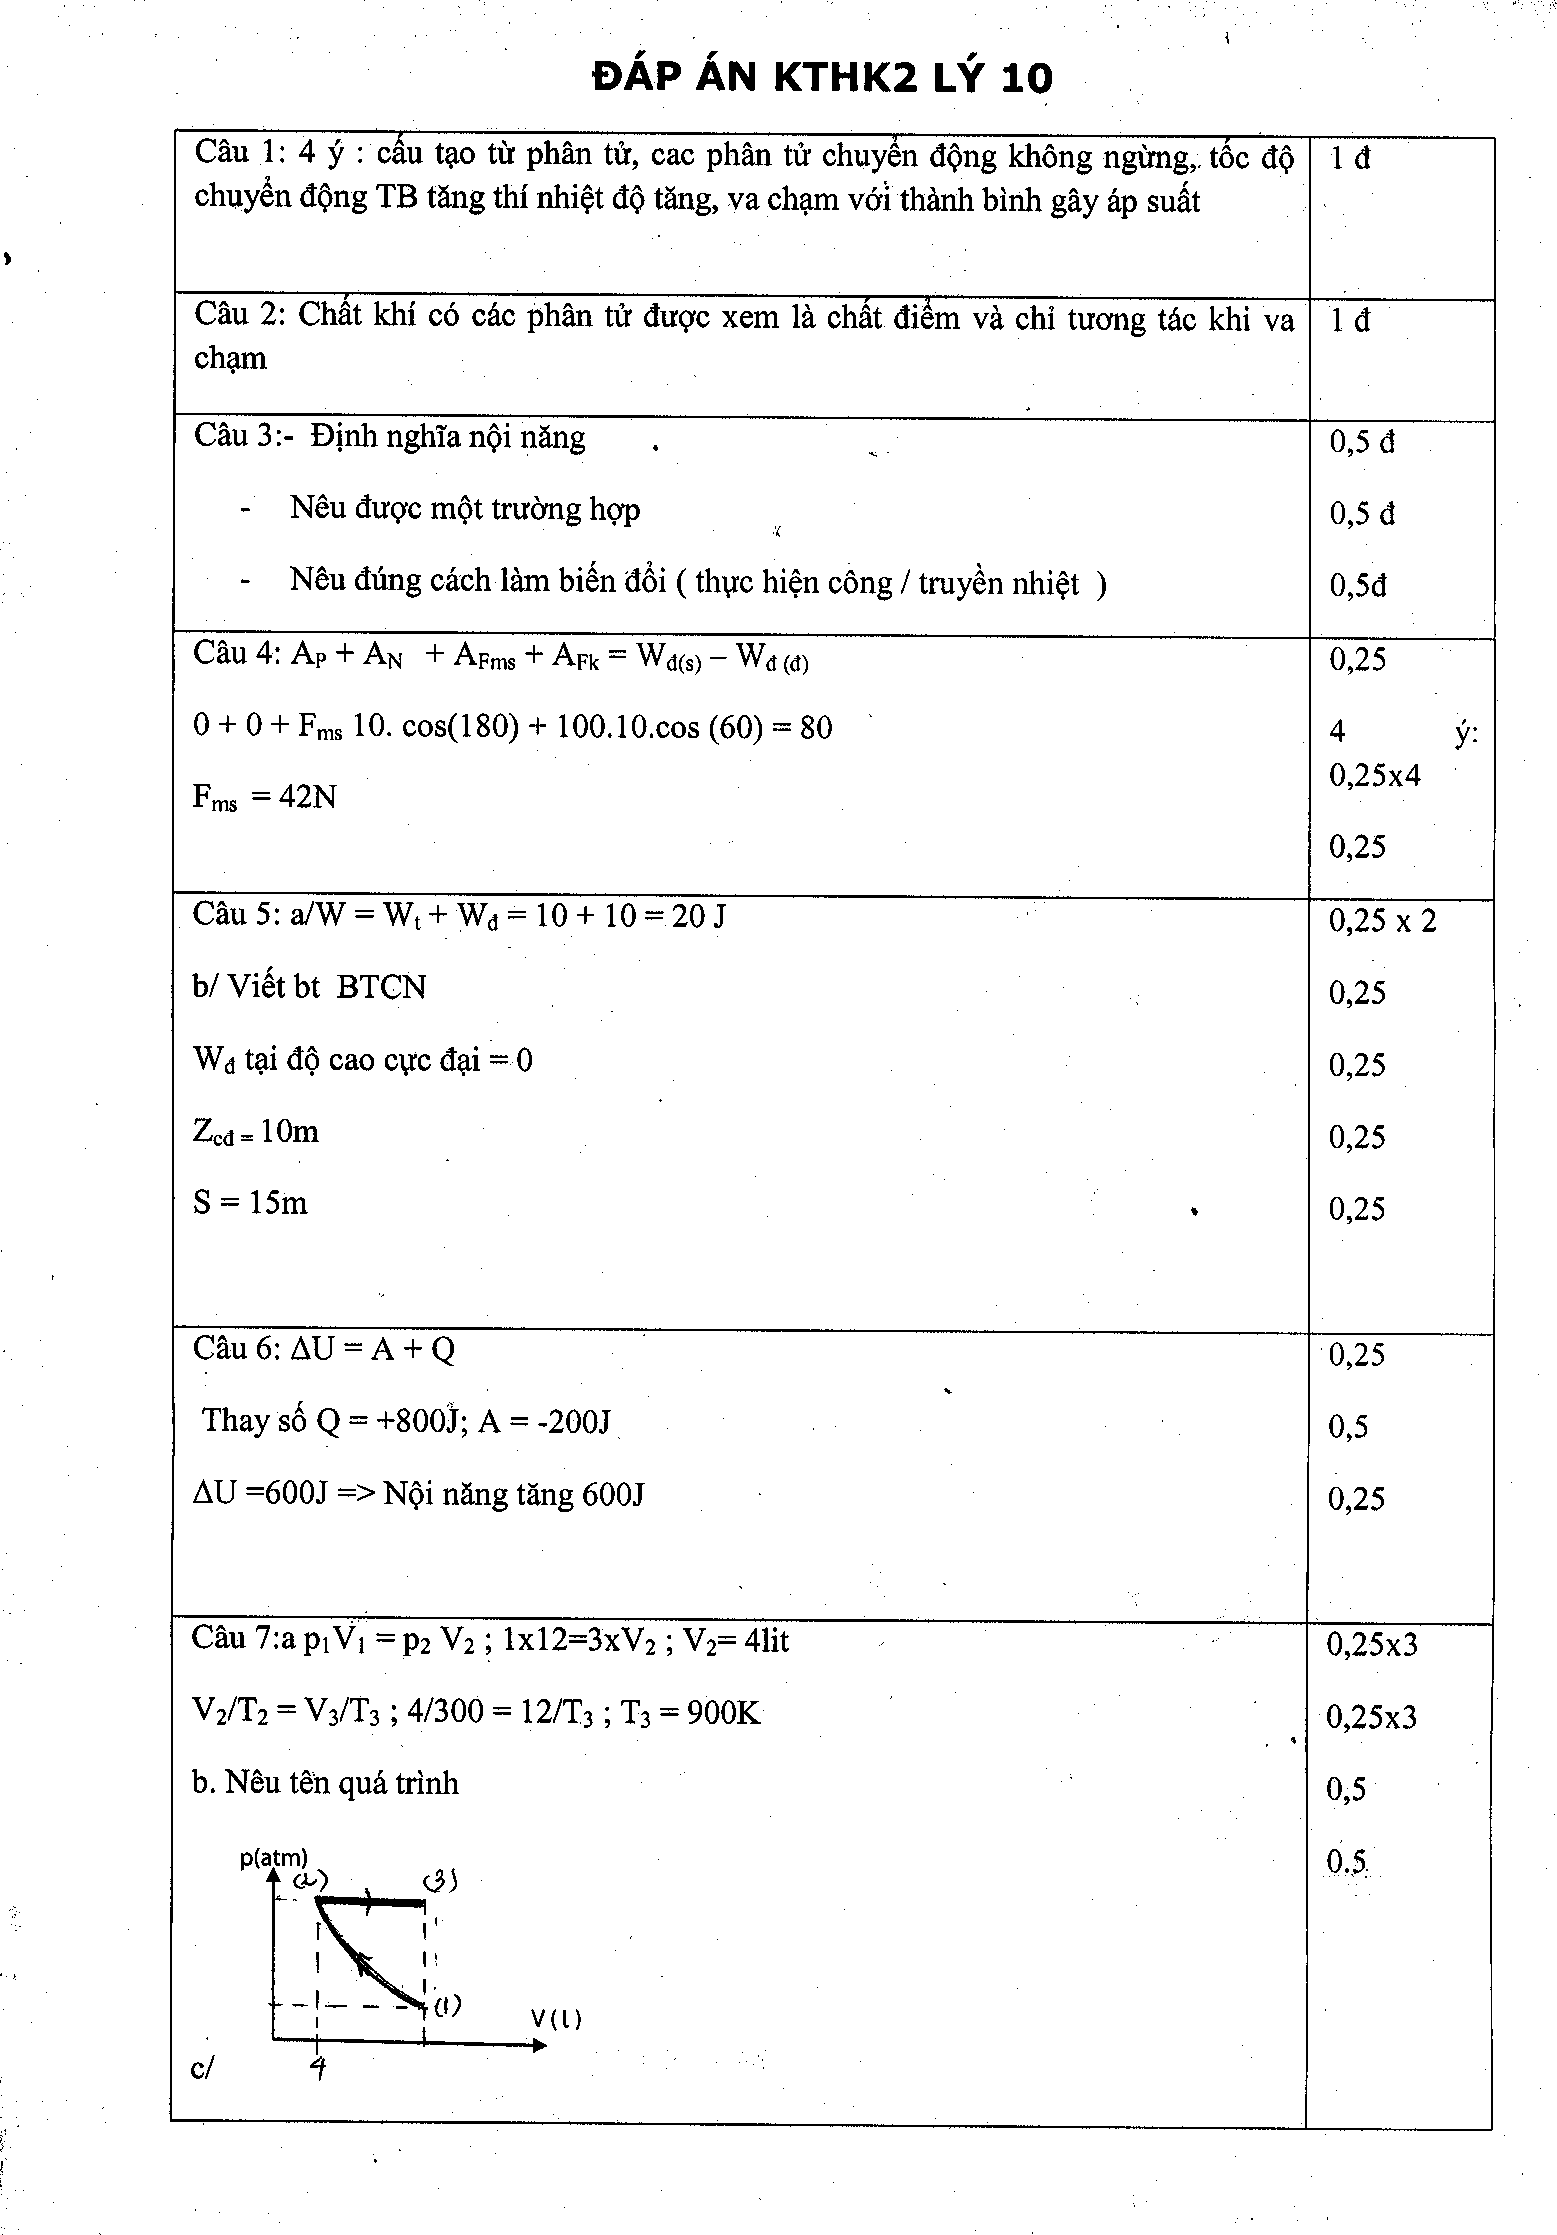 ĐÁP ÁN KTHK2 LÝ 10
Câu 1: 4 ý : cấu tạo từ phân tử, cac phân tử chuyển động không ngừng, tốc độ
1 đ
chuyển động TB tăng thí nhiệt độ tăng, va chạm với thành bình gây áp suất
Câu 2: Chất khí có các phân tử được xem là chất điểm và chỉ tương tác khi va
1 đ
chạm
Câu 3:- Định nghĩa nội năng
0,5 đ
- Nêu được một trường hợp
0,5 đ
- Nêu đúng cách làm biến đổi ( thực hiện công / truyền nhiệt )
0,5đ
Câu 4: AP + AN + AFms + AFk = Wđ(s) – Wđ (đ)
0,25
0 + 0 + Fms 10. cos(180) + 100.10.cos (60) = 80
4 ý:
0,25x4
Fms = 42N
0,25
Câu 5: a/W = Wt + Wđ = 10 + 10 = 20 J
0,25 x 2
b/ Viết bt BTCN
0,25
Wđ tại độ cao cực đại = 0
0,25
Zcđ = 10m
0,25
S = 15m
0,25
Câu 6: ΔU = A + Q
0,25
Thay số Q = +800J; A = -200J
0,5
ΔU =600J => Nội năng tăng 600J
0,25
Câu 7:a p1V1 = p2 V2 ; 1x12=3xV2 ; V2= 4lit
0,25x3
V2/T2 = V3/T3 ; 4/300 = 12/T3 ; T3 = 900K
0,25x3
b. Nêu tên quá trình
0,5
p(atm)
0.5
(2)
(3)
(1)
V(l)
c/
4